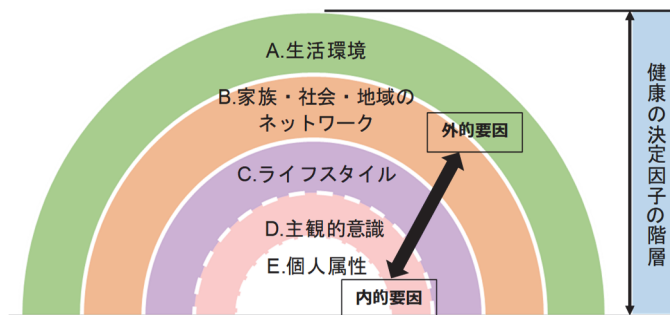 A.生活環境
B.家族・社会・地域の
ネットワーク
外的要因
C.ライフスタイル
D.主観的意識
E.個人属性
内的要因
健康の決定因子の階層